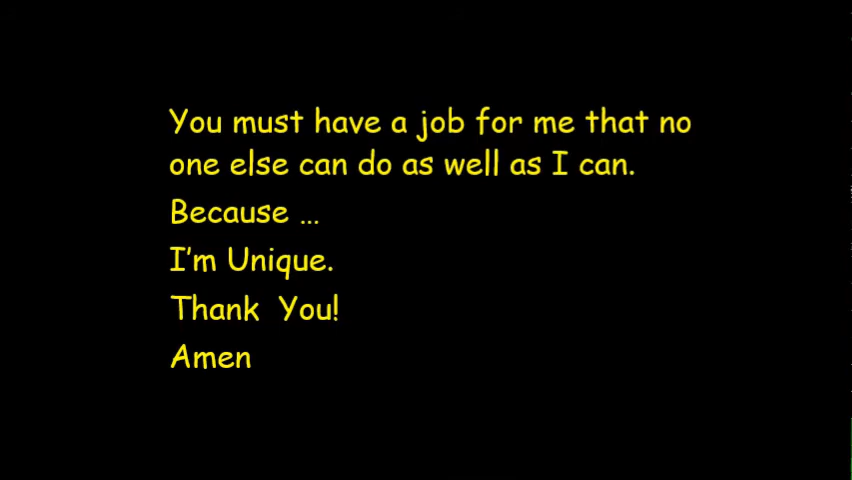 You must have a job for me that no
one else can do as well as I can.
Because …
I’m Unique.
Thank  You!
Amen